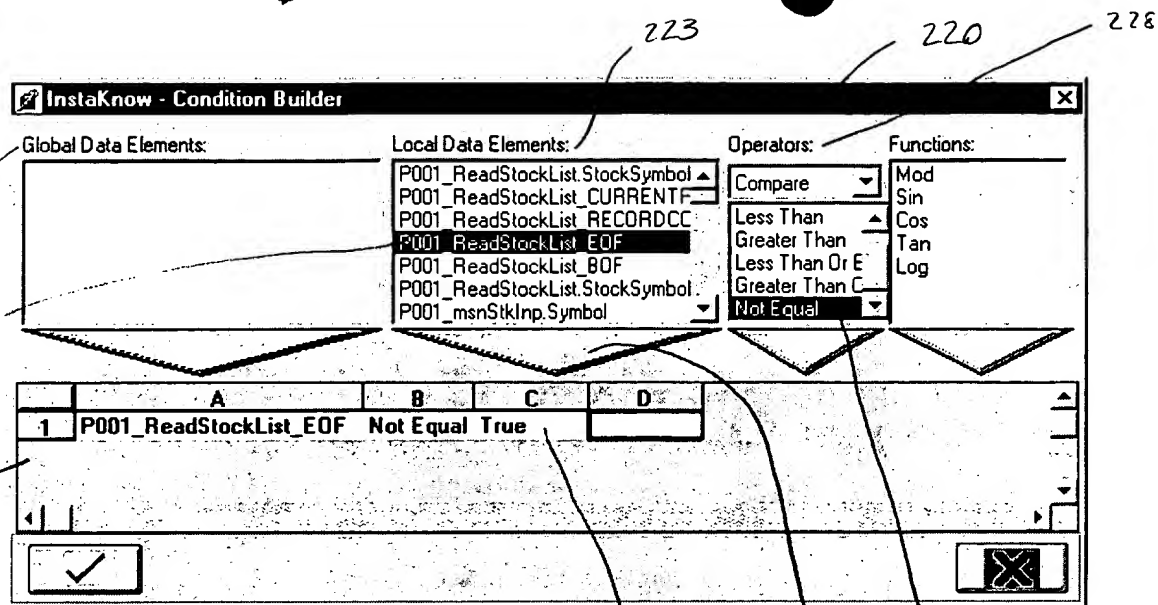 223
220
228
InstaKnow - Condition Builder
Global Data Elements:
Local Data Elements:
Operators:
Functions:
P001_ReadStockList.StockSymbol
P001_ReadStockList_CURRENTF
P001_ReadStockList_RECORDCC
P001_ReadStockList_EOF
P001_ReadStockList_BOF
P001_ReadStockList.StockSymbol.
P001_msnStkInp.Symbol
Compare
Less Than
Greater Than
Less Than Or E
Greater Than C
Not Equal
Mod
Sin
Cos
Tan
Log
A B C D
1 P001_ReadStockList_EOF Not Equal True